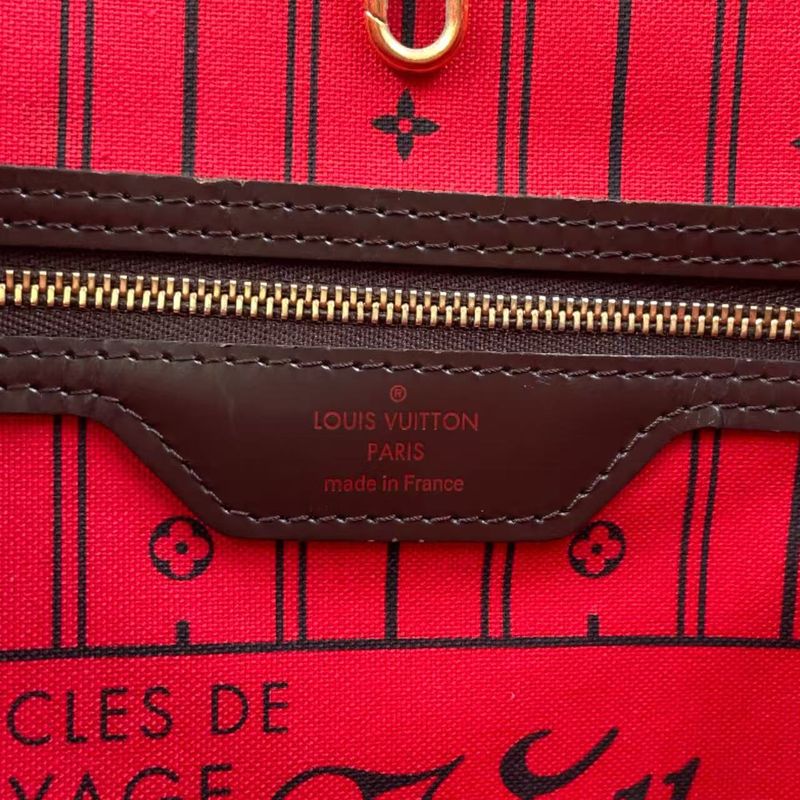 ®
LOUIS VUITTON
PARIS
made in France
CLES DE